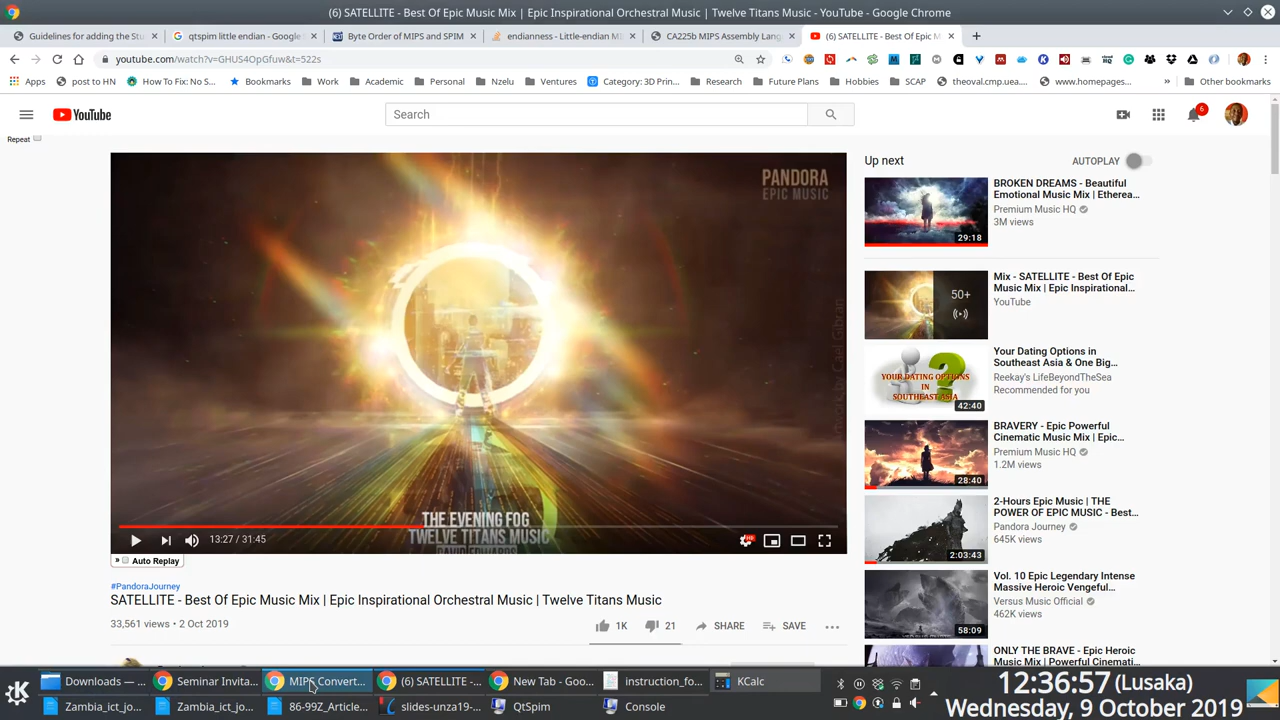 (6) SATELLITE - Best Of Epic Music Mix | Epic Inspirational Orchestral Music | Twelve Titans Music - YouTube - Google Chrome
Guidelines for adding the Stu
qtspim little endian - Google S
Byte Order of MIPS and SPIM
endianness - Little-endian M
CA225b MIPS Assembly Lang
(6) SATELLITE - Best Of Epic M
Apps
post to HN
How To Fix/To S...
Bookmarks
Work
Academic
Personal
Nzelu
Ventures
Category: 3D Prin...
Research
Future Plans
Hobbies
SCAP
theoval.cmp.uea....
www.homepages...
»
Other bookmarks
YouTube
Search
6
Repeat
PANDORA
EPIC MUSIC
THE EVENING FOG
TWELVE TITANS MUSIC
13:27 / 31:45
HD
» Auto Replay
#PandoraJourney
SATELLITE - Best Of Epic Music Mix | Epic Inspirational Orchestral Music | Twelve Titans Music
33,561 views • 2 Oct 2019
1K
21
SHARE
SAVE
Up next
AUTOPLAY
BROKEN DREAMS - Beautiful
Emotional Music Mix | Etherea...
Premium Music HQ
3M views
29:18
Mix - SATELLITE - Best Of Epic
Music Mix | Epic Inspirational...
YouTube
50+
Your Dating Options in
Southeast Asia & One Big...
Reekay's LifeBeyondTheSea
Recommended for you
YOUR DATING OPTIONS
IN
SOUTHEAST ASIA
42:40
BRAVERY - Epic Powerful
Cinematic Music Mix | Epic...
Premium Music HQ
1.2M views
28:40
2-Hours Epic Music | THE
POWER OF EPIC MUSIC - Best...
Pandora Journey
645K views
2:03:43
Vol. 10 Epic Legendary Intense
Massive Heroic Vengeful...
Versus Music Official
462K views
58:09
ONLY THE BRAVE - Epic Heroic
Music Mix | Powerful Cinemati...
Downloads — ...
Seminar Invita...
MIPS Convert...
(6) SATELLITE -...
New Tab - Goo...
instruction_fo...
KCalc
Zambia_ict_jo...
Zambia_ict_jo...
86-99Z_Article...
slides-unza19-...
QtSpim
Console
12:36:57 (Lusaka)
Wednesday, 9 October 2019